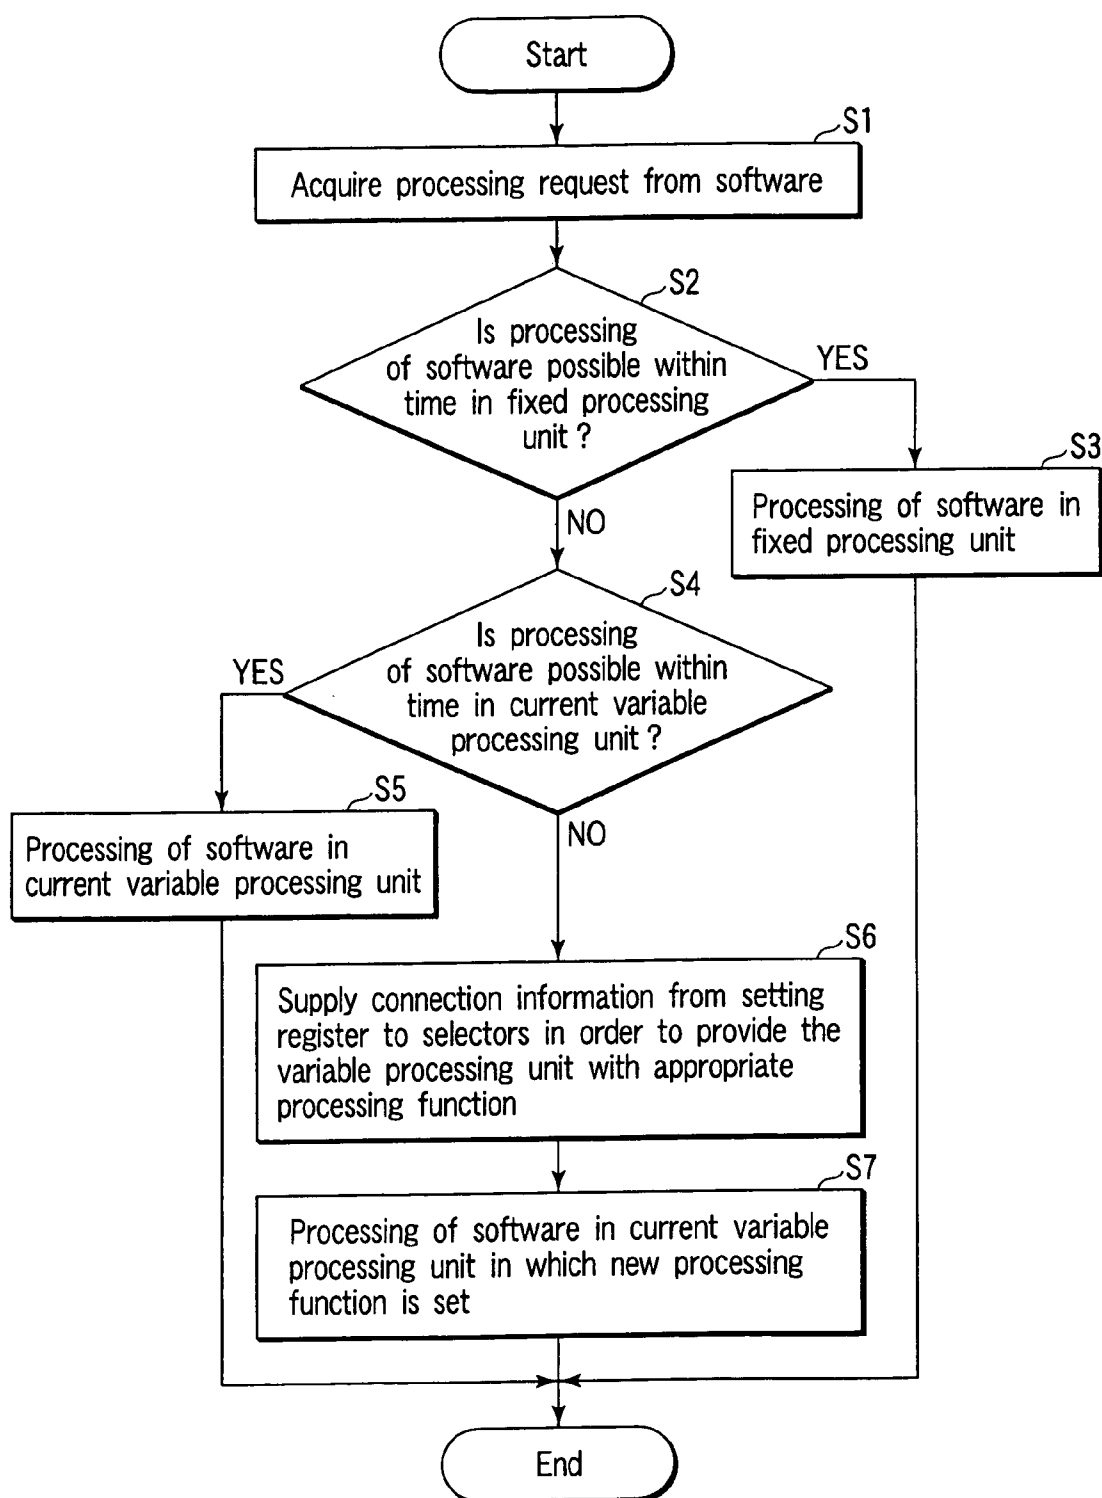 Start
S1
Acquire processing request from software
S2
Is processing
of software possible within
time in fixed processing
unit ?
YES
NO
S3
Processing of software in
fixed processing unit
S4
Is processing
of software possible within
time in current variable
processing unit ?
YES
NO
S5
Processing of software in
current variable processing unit
S6
Supply connection information from setting
register to selectors in order to provide the
variable processing unit with appropriate
processing function
S7
Processing of software in current variable
processing unit in which new processing
function is set
End